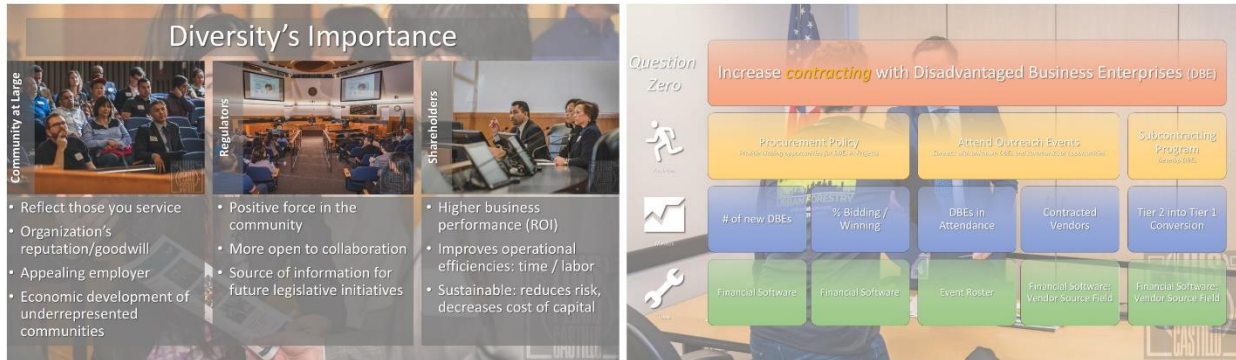 Diversity's Importance
Community at Large
Regulators
Shareholders
• Reflect those you service
• Organization's
reputation/goodwill
• Appealing employer
• Economic development of
underrepresented
communities
• Positive force in the
community
• More open to collaboration
• Source of information for
future legislative initiatives
• Higher business
performance (ROI)
• Improves operational
efficiencies: time / labor
• Sustainable: reduces risk,
decreases cost of capital
Question
Zero
Increase contracting with Disadvantaged Business Enterprises (DBE)
Procurement Policy
Attend Outreach Events
Subcontracting
Program
Develop DBEs
# of new DBEs
% Bidding /
Winning
DBEs in
Attendance
Contracted
Vendors
Tier 2 into Tier 1
Conversion
Financial Software
Financial Software
Event Roster
Financial Software:
Vendor Source Field
Financial Software:
Vendor Source Field
CASTILLO